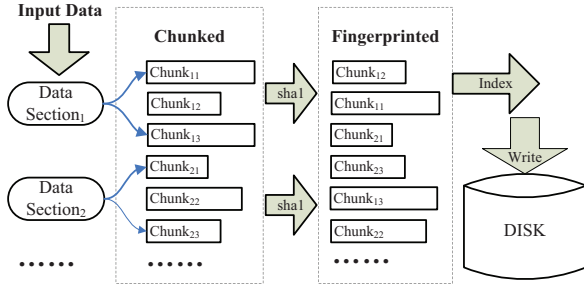 Input Data
Chunked
Fingerprinted
Data
Section₁
Chunk₁₁
Chunk₁₂
Chunk₁₃
sha1
Chunk₁₂
Chunk₁₁
Chunk₂₁
Index
Write
Data
Section₂
Chunk₂₁
Chunk₂₂
Chunk₂₃
sha1
Chunk₂₃
Chunk₁₃
Chunk₂₂
DISK
......
......
......